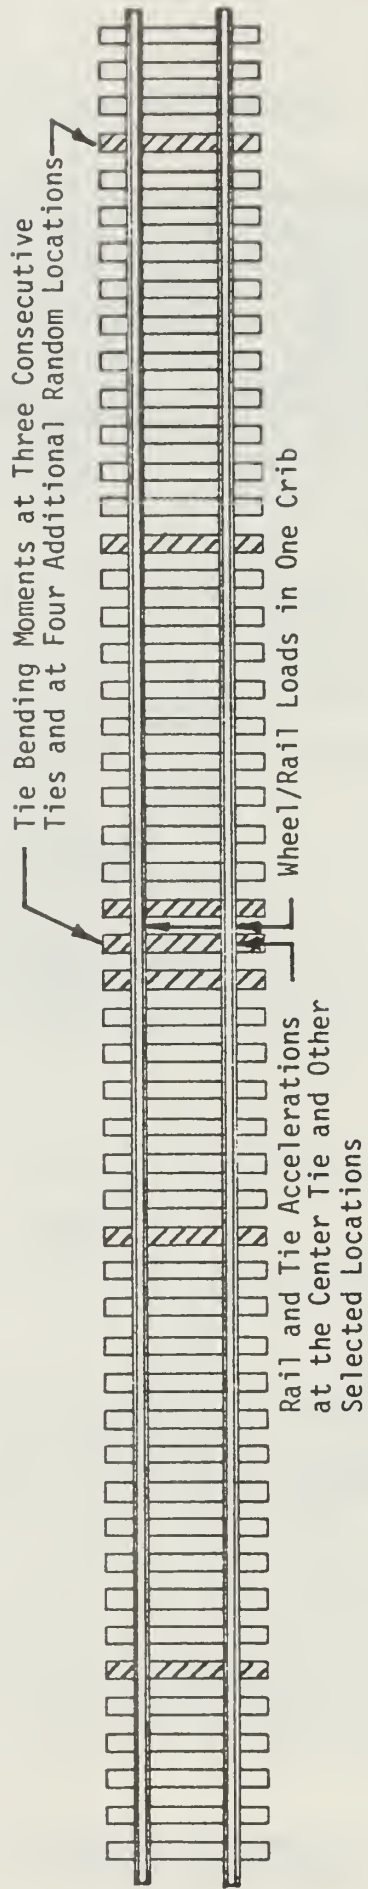 Tie Bending Moments at Three Consecutive
Ties and at Four Additional Random Locations
Wheel/Rail Loads in One Crib
Rail and Tie Accelerations
at the Center Tie and Other
Selected Locations